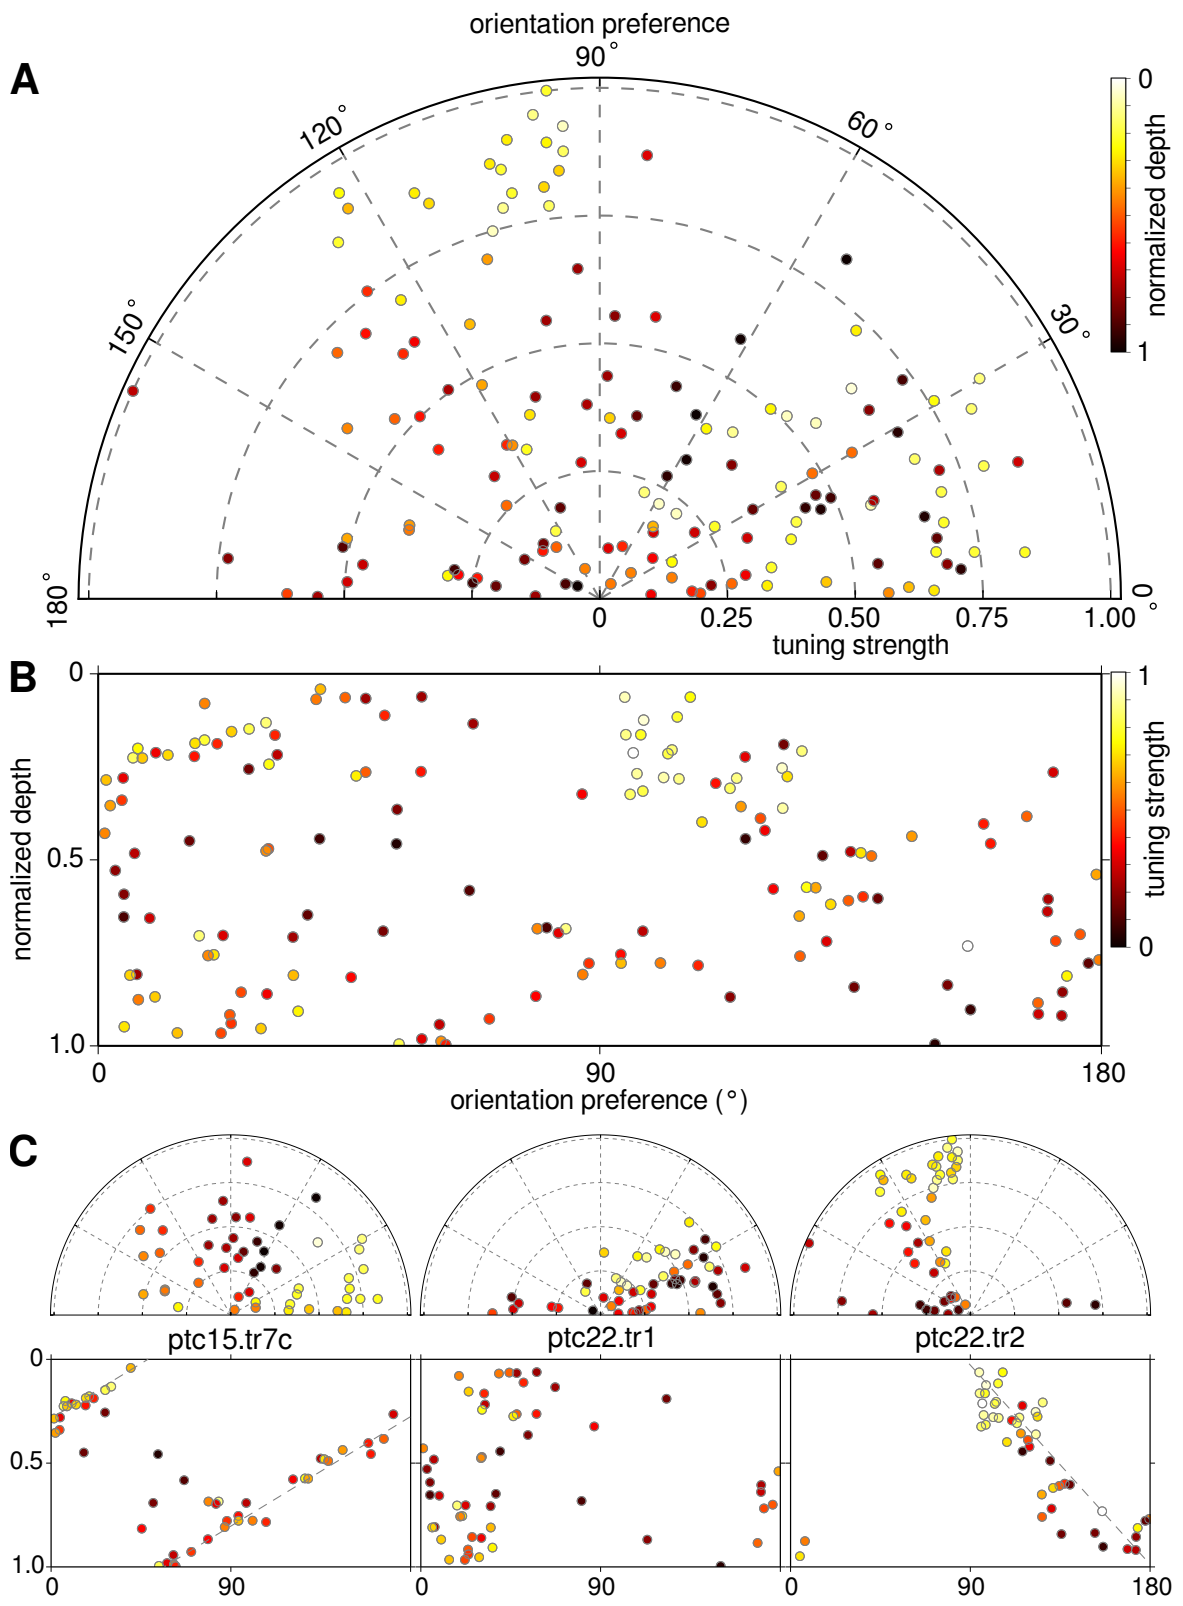 orientation preference
A
90°
120°
60°
150°
30°
180°
0°
0
0.25
0.50
0.75
1.00
tuning strength
0
1
normalized depth
B
0
0.5
1.0
normalized depth
0
90
180
orientation preference (°)
1
0
tuning strength
C
ptc15.tr7c
ptc22.tr1
ptc22.tr2
0
0.5
1.0
0
90
0
90
0
90
180